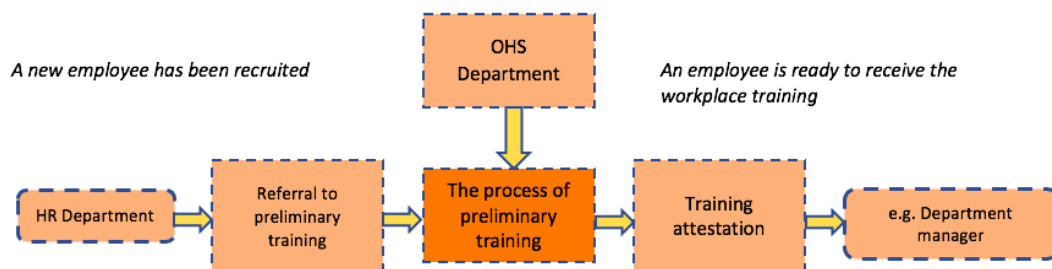 A new employee has been recruited
OHS
Department
An employee is ready to receive the
workplace training
HR Department
Referral to
preliminary
training
The process of
preliminary
training
Training
attestation
e.g. Department
manager